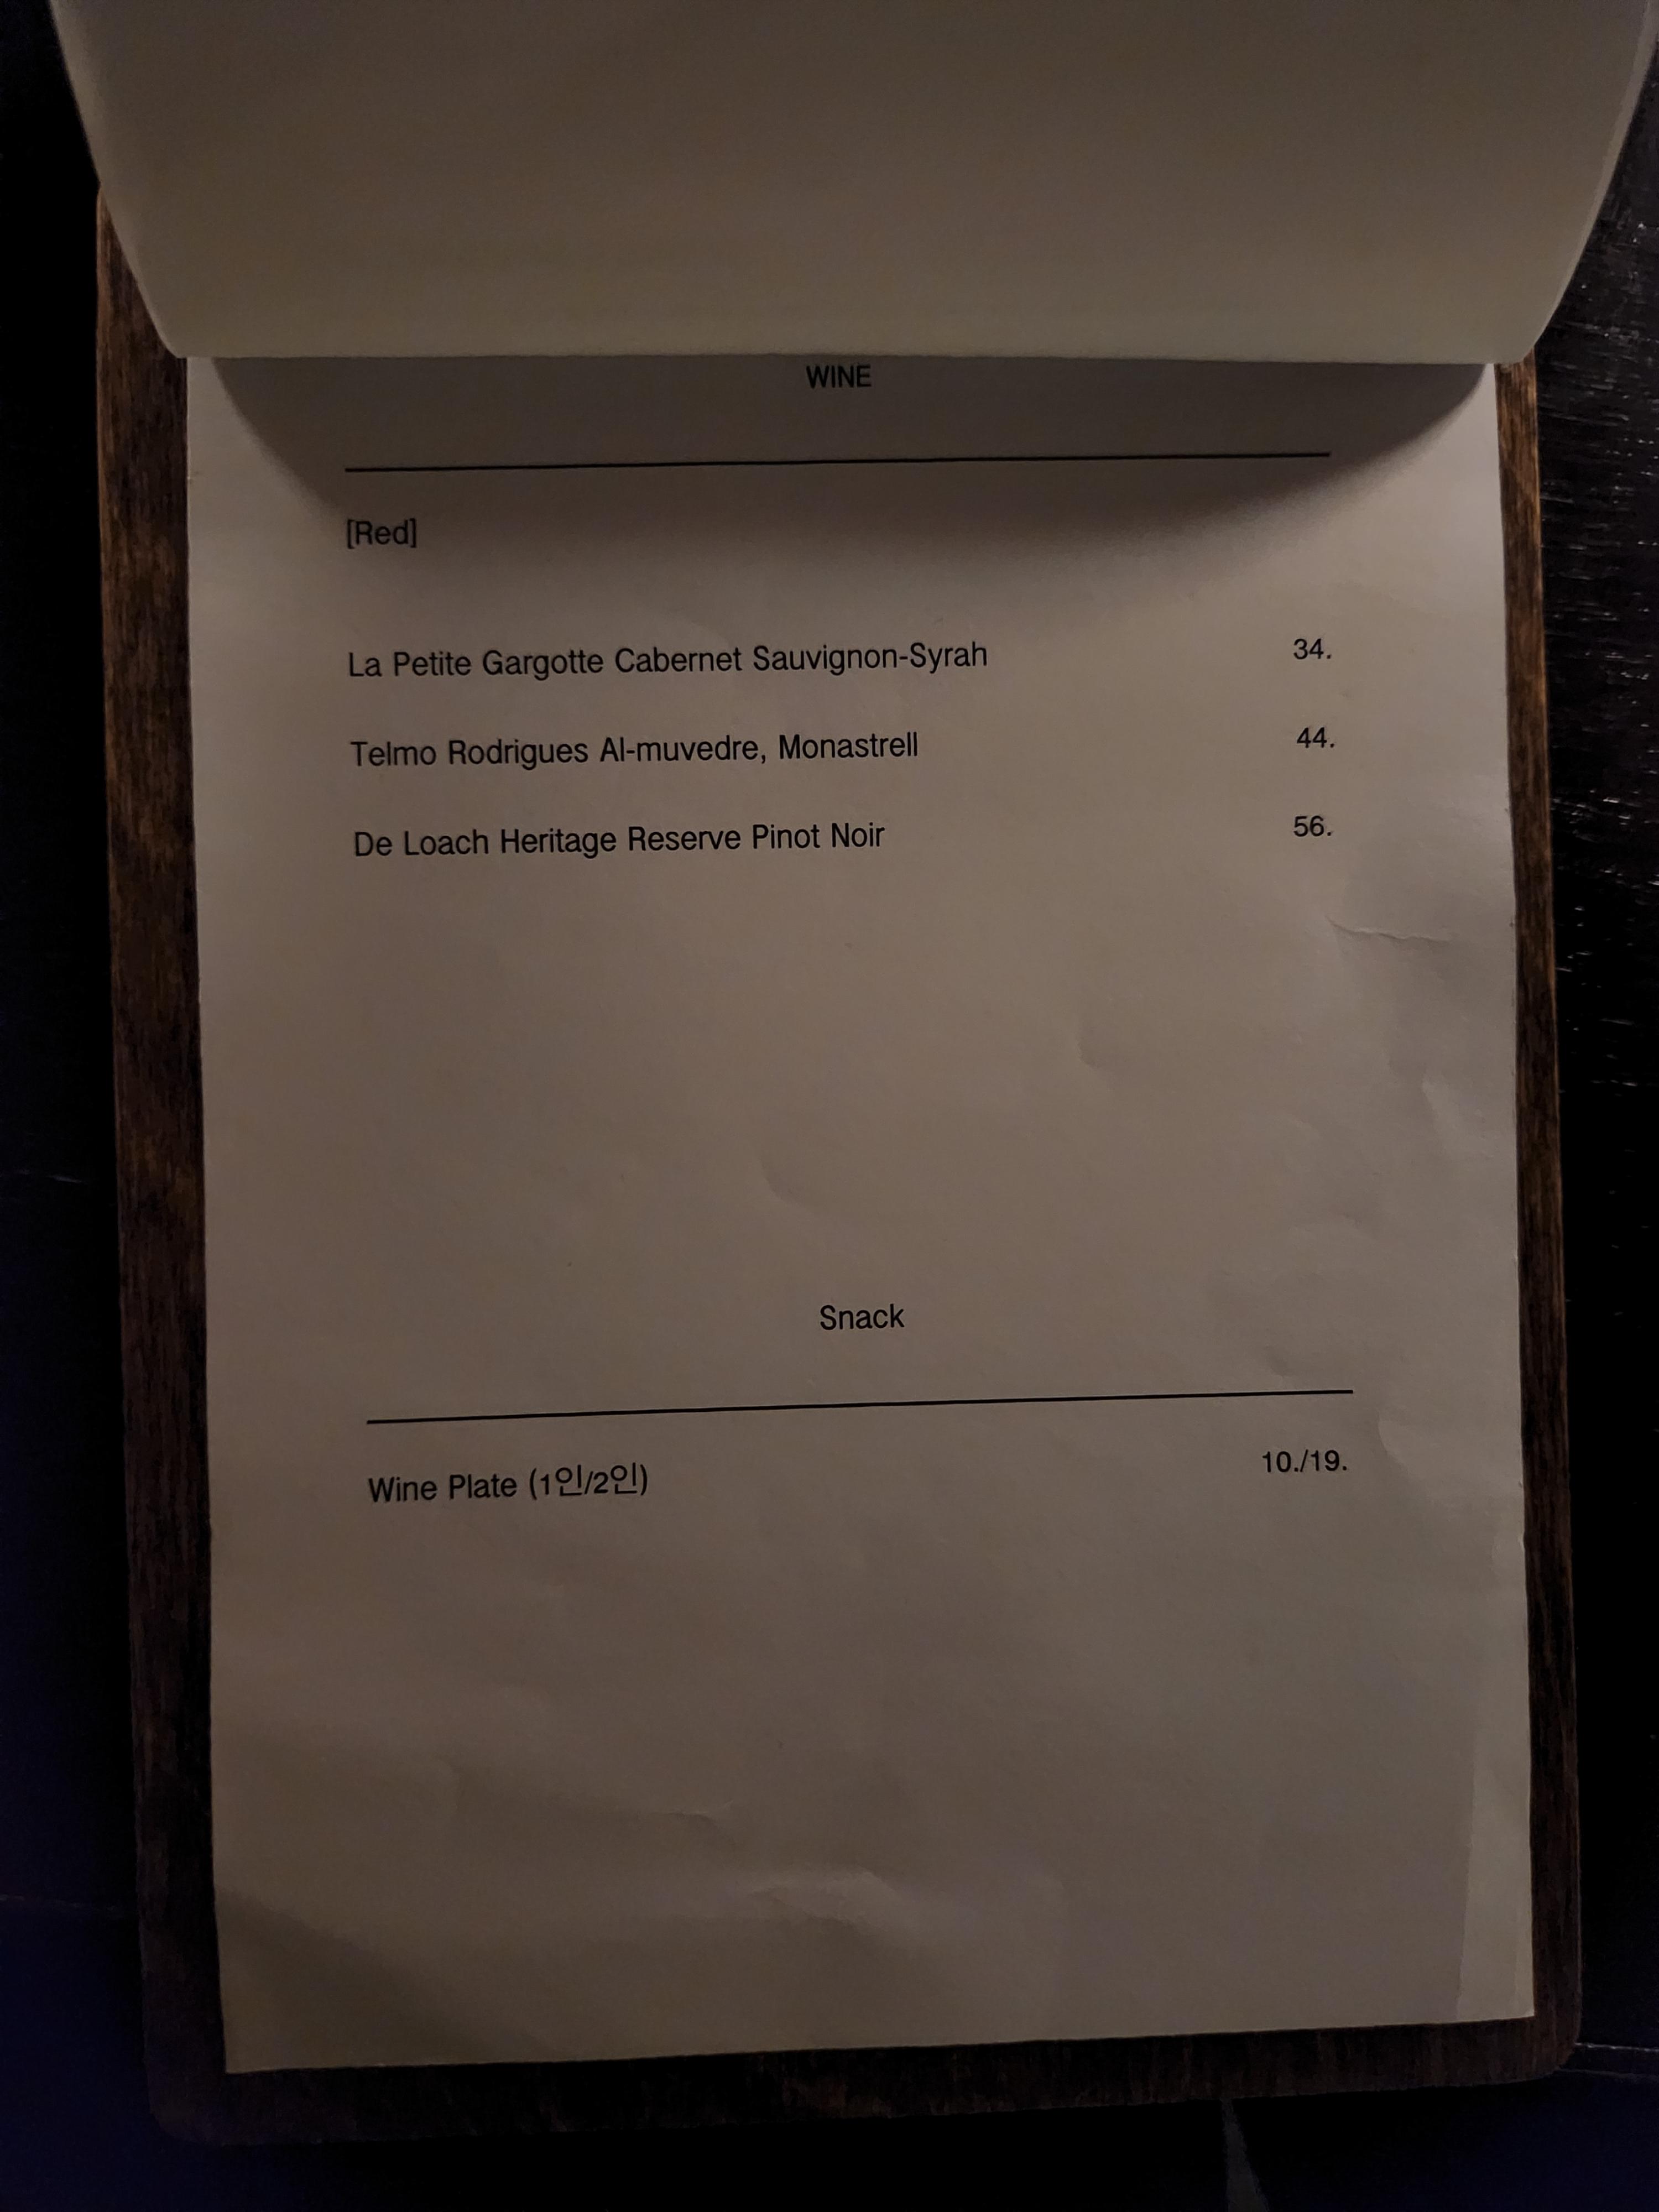 WINE
[Red]
La Petite Gargotte Cabernet Sauvignon-Syrah 34.
Telmo Rodrigues Al-muvedre, Monastrell 44.
De Loach Heritage Reserve Pinot Noir 56.
Snack
Wine Plate (1인/2인) 10./19.